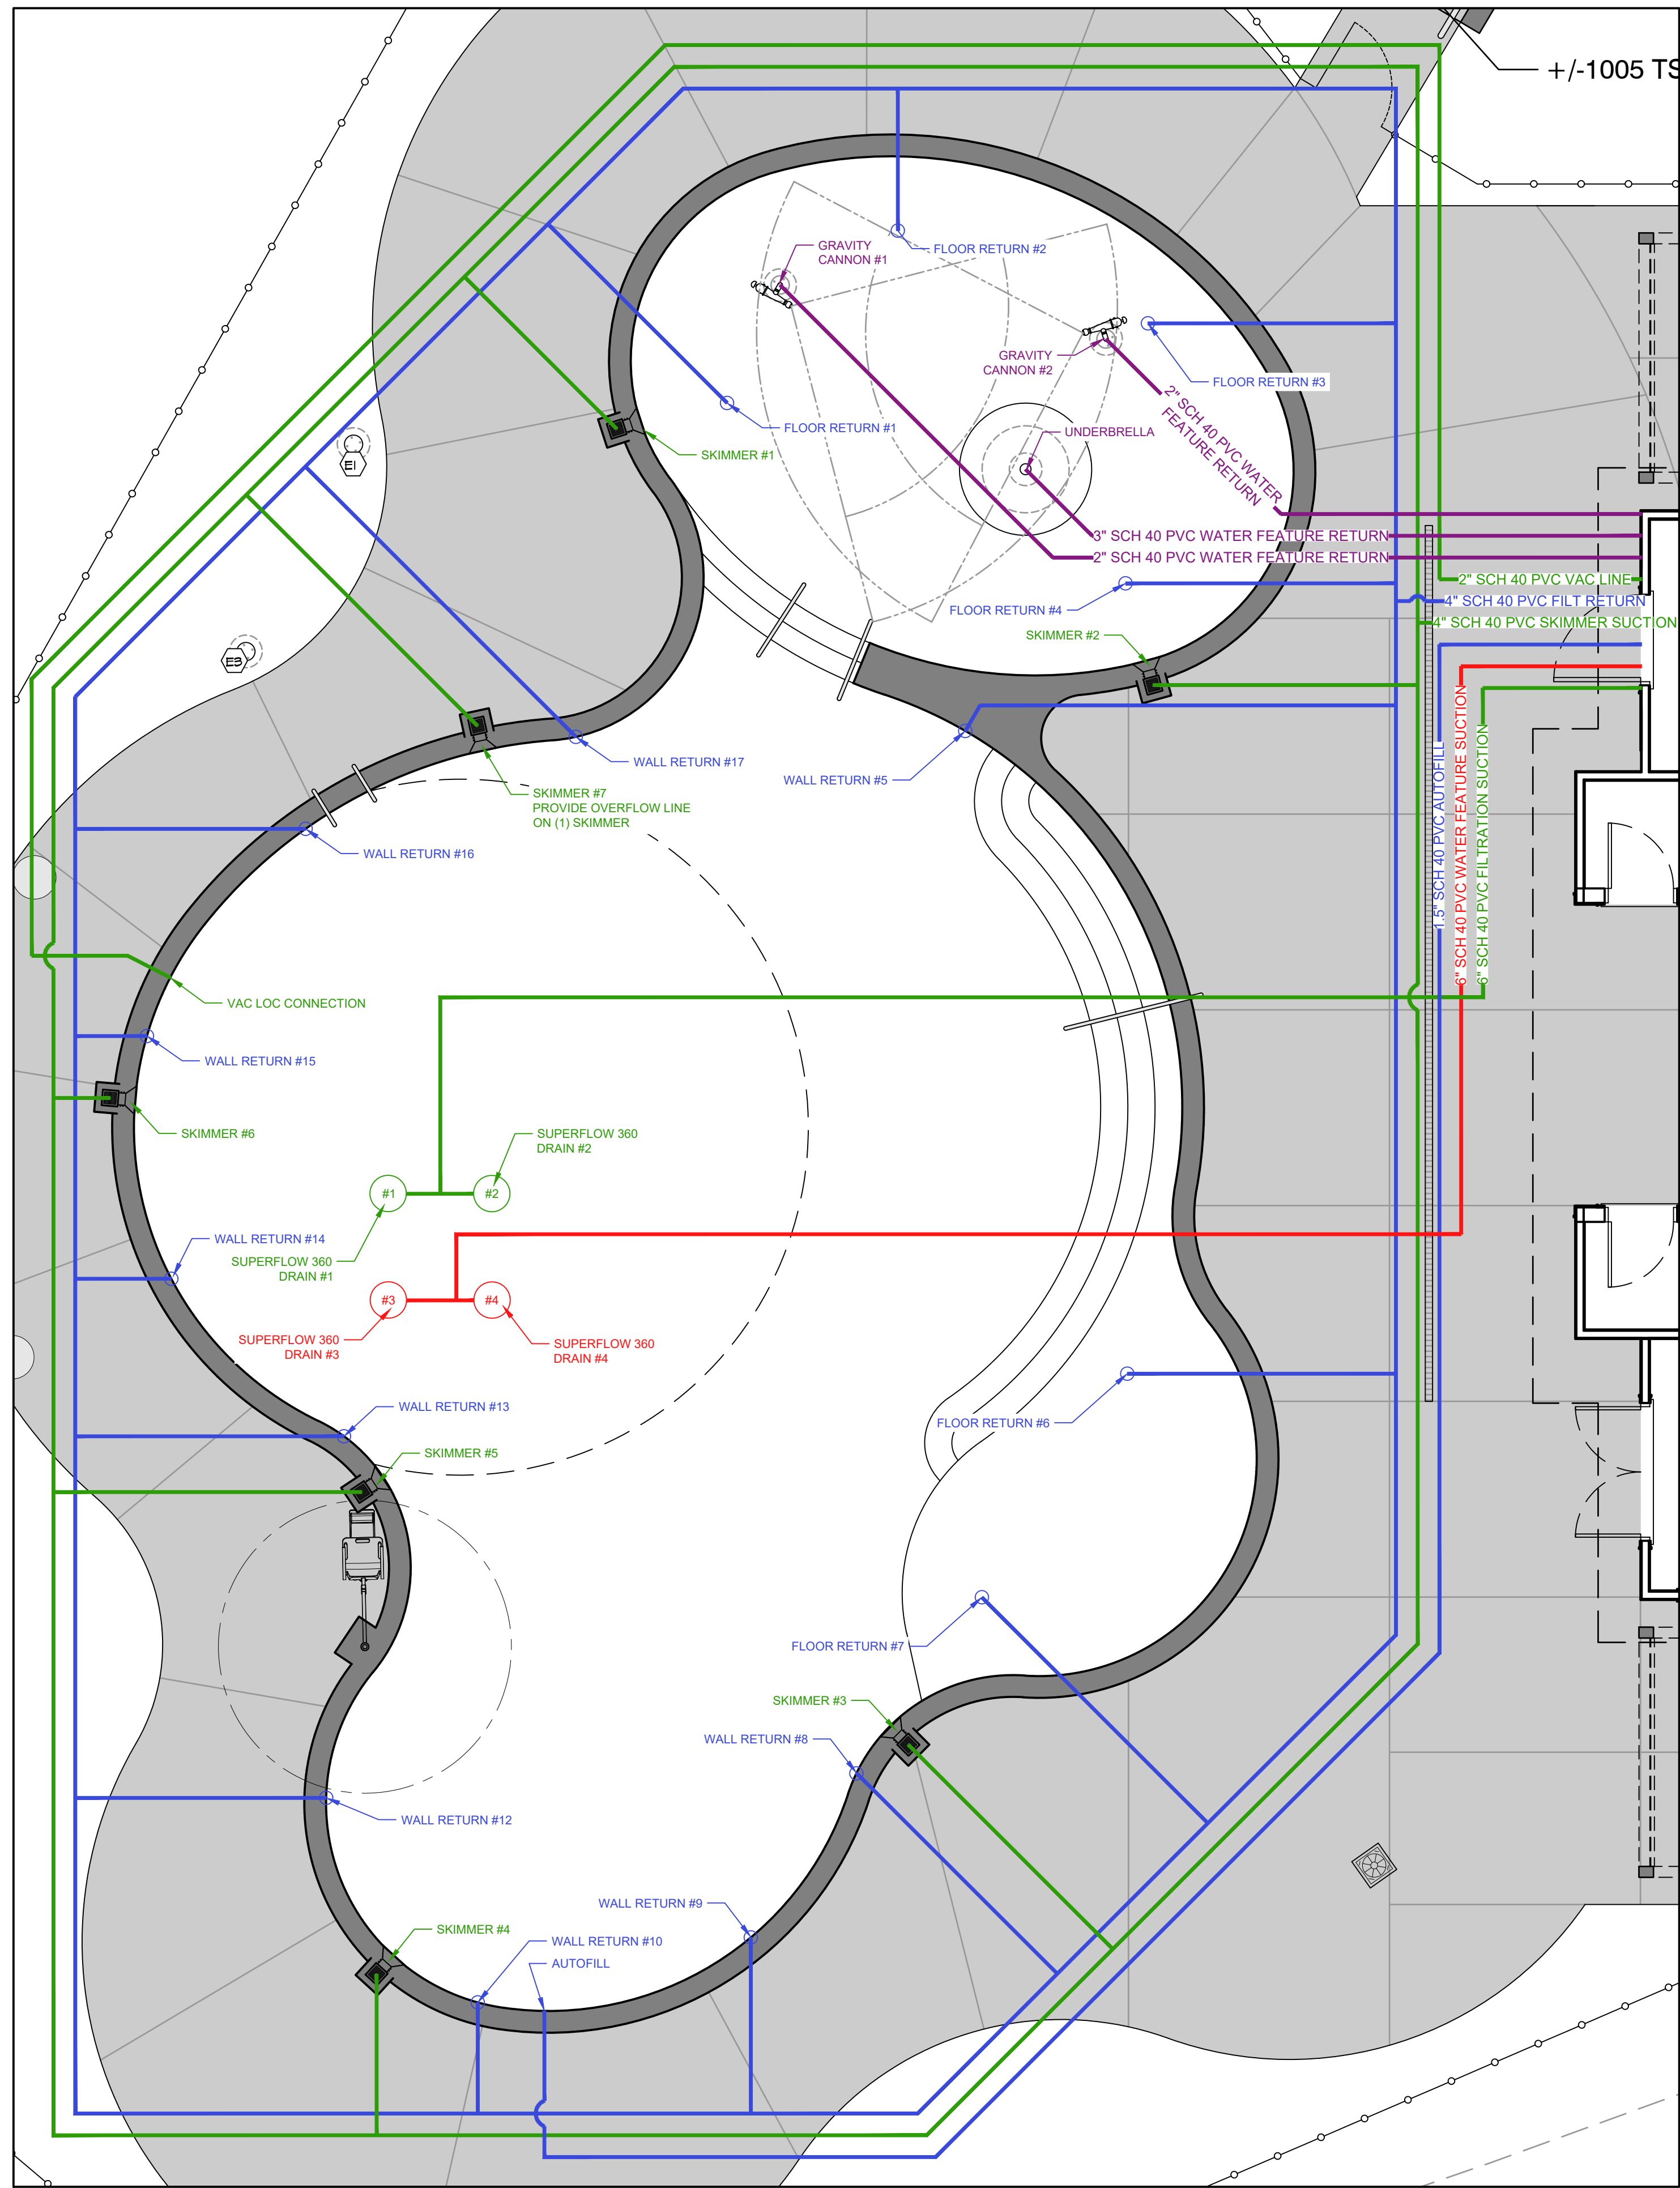 +/-1005 TS
GRAVITY
CANNON #1
FLOOR RETURN #2
GRAVITY
CANNON #2
FLOOR RETURN #3
2" SCH 40 PVC WATER
FEATURE RETURN
FLOOR RETURN #1
UNDERBRELLA
SKIMMER #1
E1
3" SCH 40 PVC WATER FEATURE RETURN
2" SCH 40 PVC WATER FEATURE RETURN
2" SCH 40 PVC VAC LINE
4" SCH 40 PVC FILT RETURN
4" SCH 40 PVC SKIMMER SUCTION
FLOOR RETURN #4
SKIMMER #2
E3
WALL RETURN #17
WALL RETURN #5
SKIMMER #7
PROVIDE OVERFLOW LINE
ON (1) SKIMMER
1.5" SCH 40 PVC AUTOFILL
6" SCH 40 PVC WATER FEATURE SUCTION
6" SCH 40 PVC FILTRATION SUCTION
WALL RETURN #16
VAC LOC CONNECTION
WALL RETURN #15
SKIMMER #6
SUPERFLOW 360
DRAIN #2
#1
#2
WALL RETURN #14
SUPERFLOW 360
DRAIN #1
#3
#4
SUPERFLOW 360
DRAIN #3
SUPERFLOW 360
DRAIN #4
WALL RETURN #13
FLOOR RETURN #6
SKIMMER #5
FLOOR RETURN #7
SKIMMER #3
WALL RETURN #8
WALL RETURN #12
WALL RETURN #9
SKIMMER #4
WALL RETURN #10
AUTOFILL